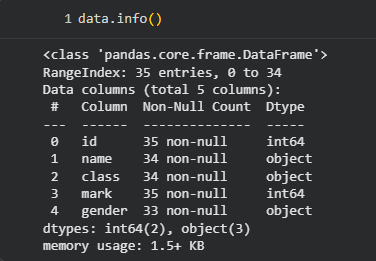 1 data.info()
<class 'pandas.core.frame.DataFrame'>
RangeIndex: 35 entries, 0 to 34
Data columns (total 5 columns):
 #   Column  Non-Null Count  Dtype
---  ------  --------------  -----
 0   id      35 non-null     int64
 1   name    34 non-null     object
 2   class   34 non-null     object
 3   mark    35 non-null     int64
 4   gender  33 non-null     object
dtypes: int64(2), object(3)
memory usage: 1.5+ KB